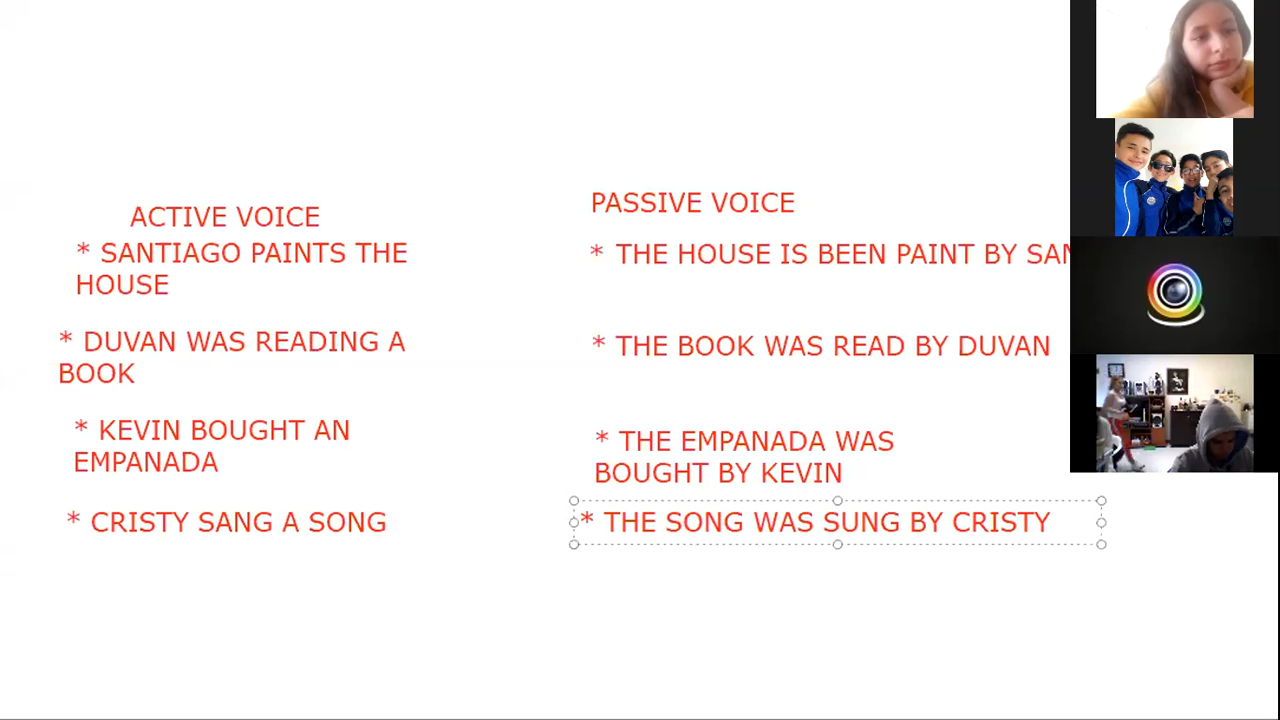 ACTIVE VOICE
* SANTIAGO PAINTS THE
HOUSE
* DUVAN WAS READING A
BOOK
* KEVIN BOUGHT AN
EMPANADA
* CRISTY SANG A SONG
PASSIVE VOICE
* THE HOUSE IS BEEN PAINT BY
* THE BOOK WAS READ BY DUVAN
* THE EMPANADA WAS
BOUGHT BY KEVIN
* THE SONG WAS SUNG BY CRISTY